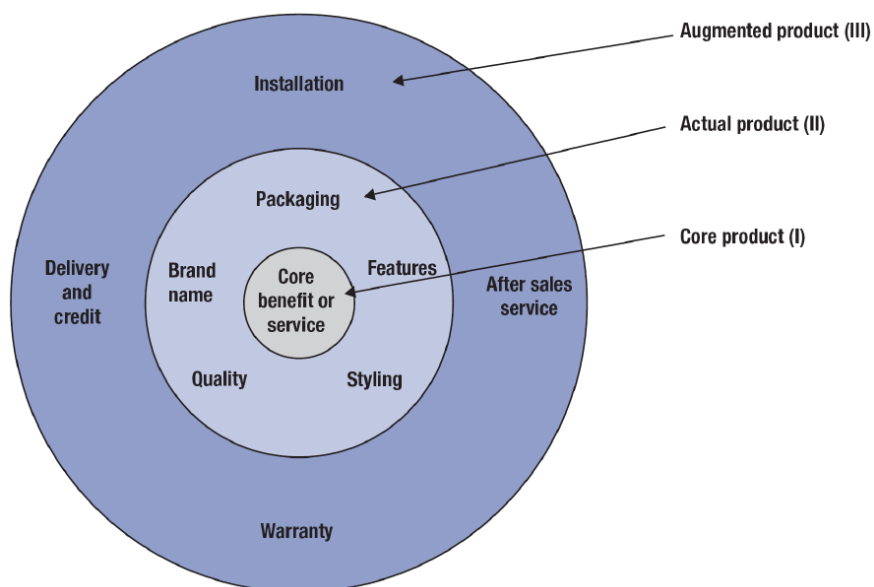 Augmented product (III)
Installation
Actual product (II)
Packaging
Core product (I)
Delivery
and
credit
Brand
name
Core
benefit or
service
Features
After sales
service
Quality
Styling
Warranty